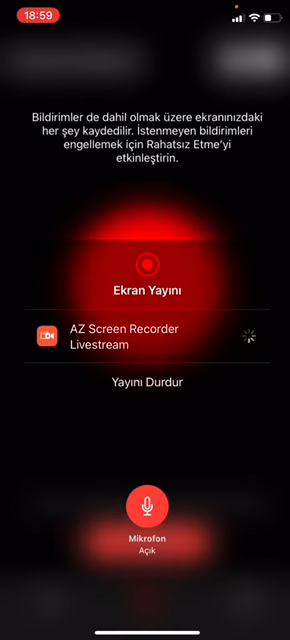 18:59
Bildirimler de dahil olmak üzere ekranınızdaki
her şey kaydedilir. İstenmeyen bildirimleri
engellemek için Rahatsız Etme'yi
etkinleştirin.
Ekran Yayını
AZ Screen Recorder
Livestream
Yayını Durdur
Mikrofon
Açık